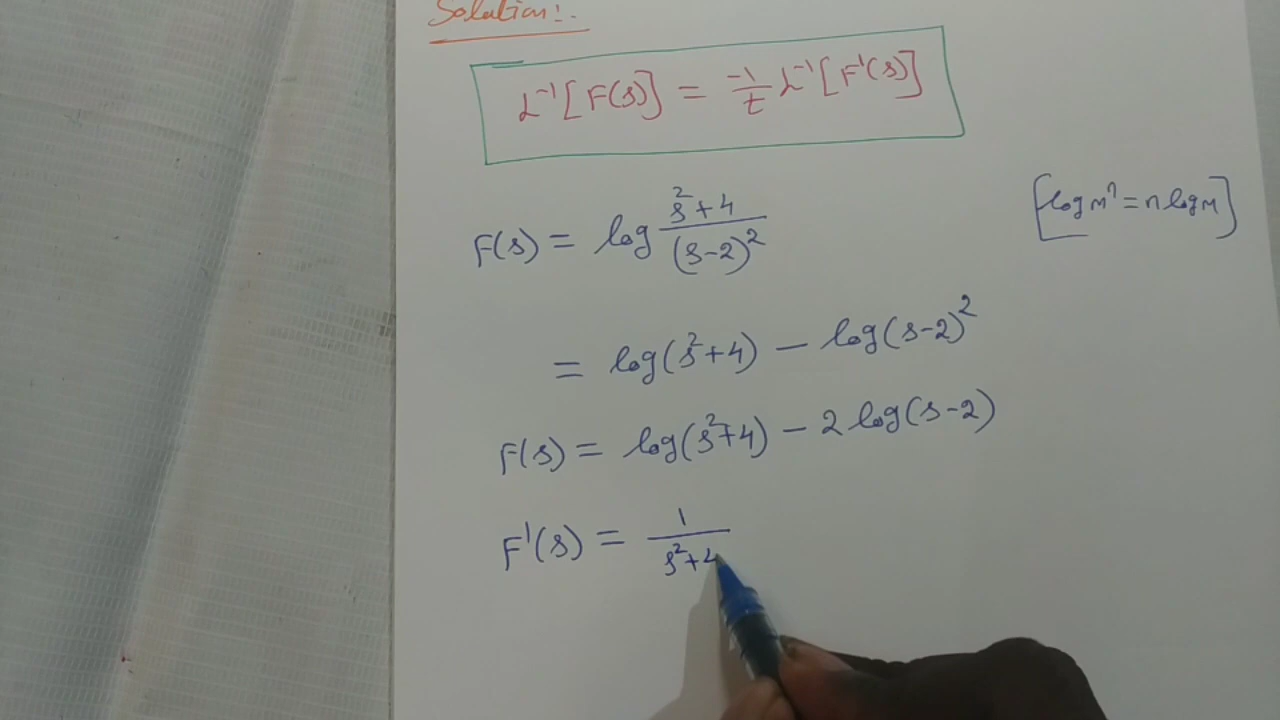 Solution:.
L⁻¹[F(s)] = -1/t L⁻¹[F'(s)]
F(s) = log (s²+4)/(s-2)²
[log mⁿ = n log m]
= log(s²+4) - log(s-2)²
F(s) = log(s²+4) - 2 log(s-2)
F'(s) = 1/(s²+4